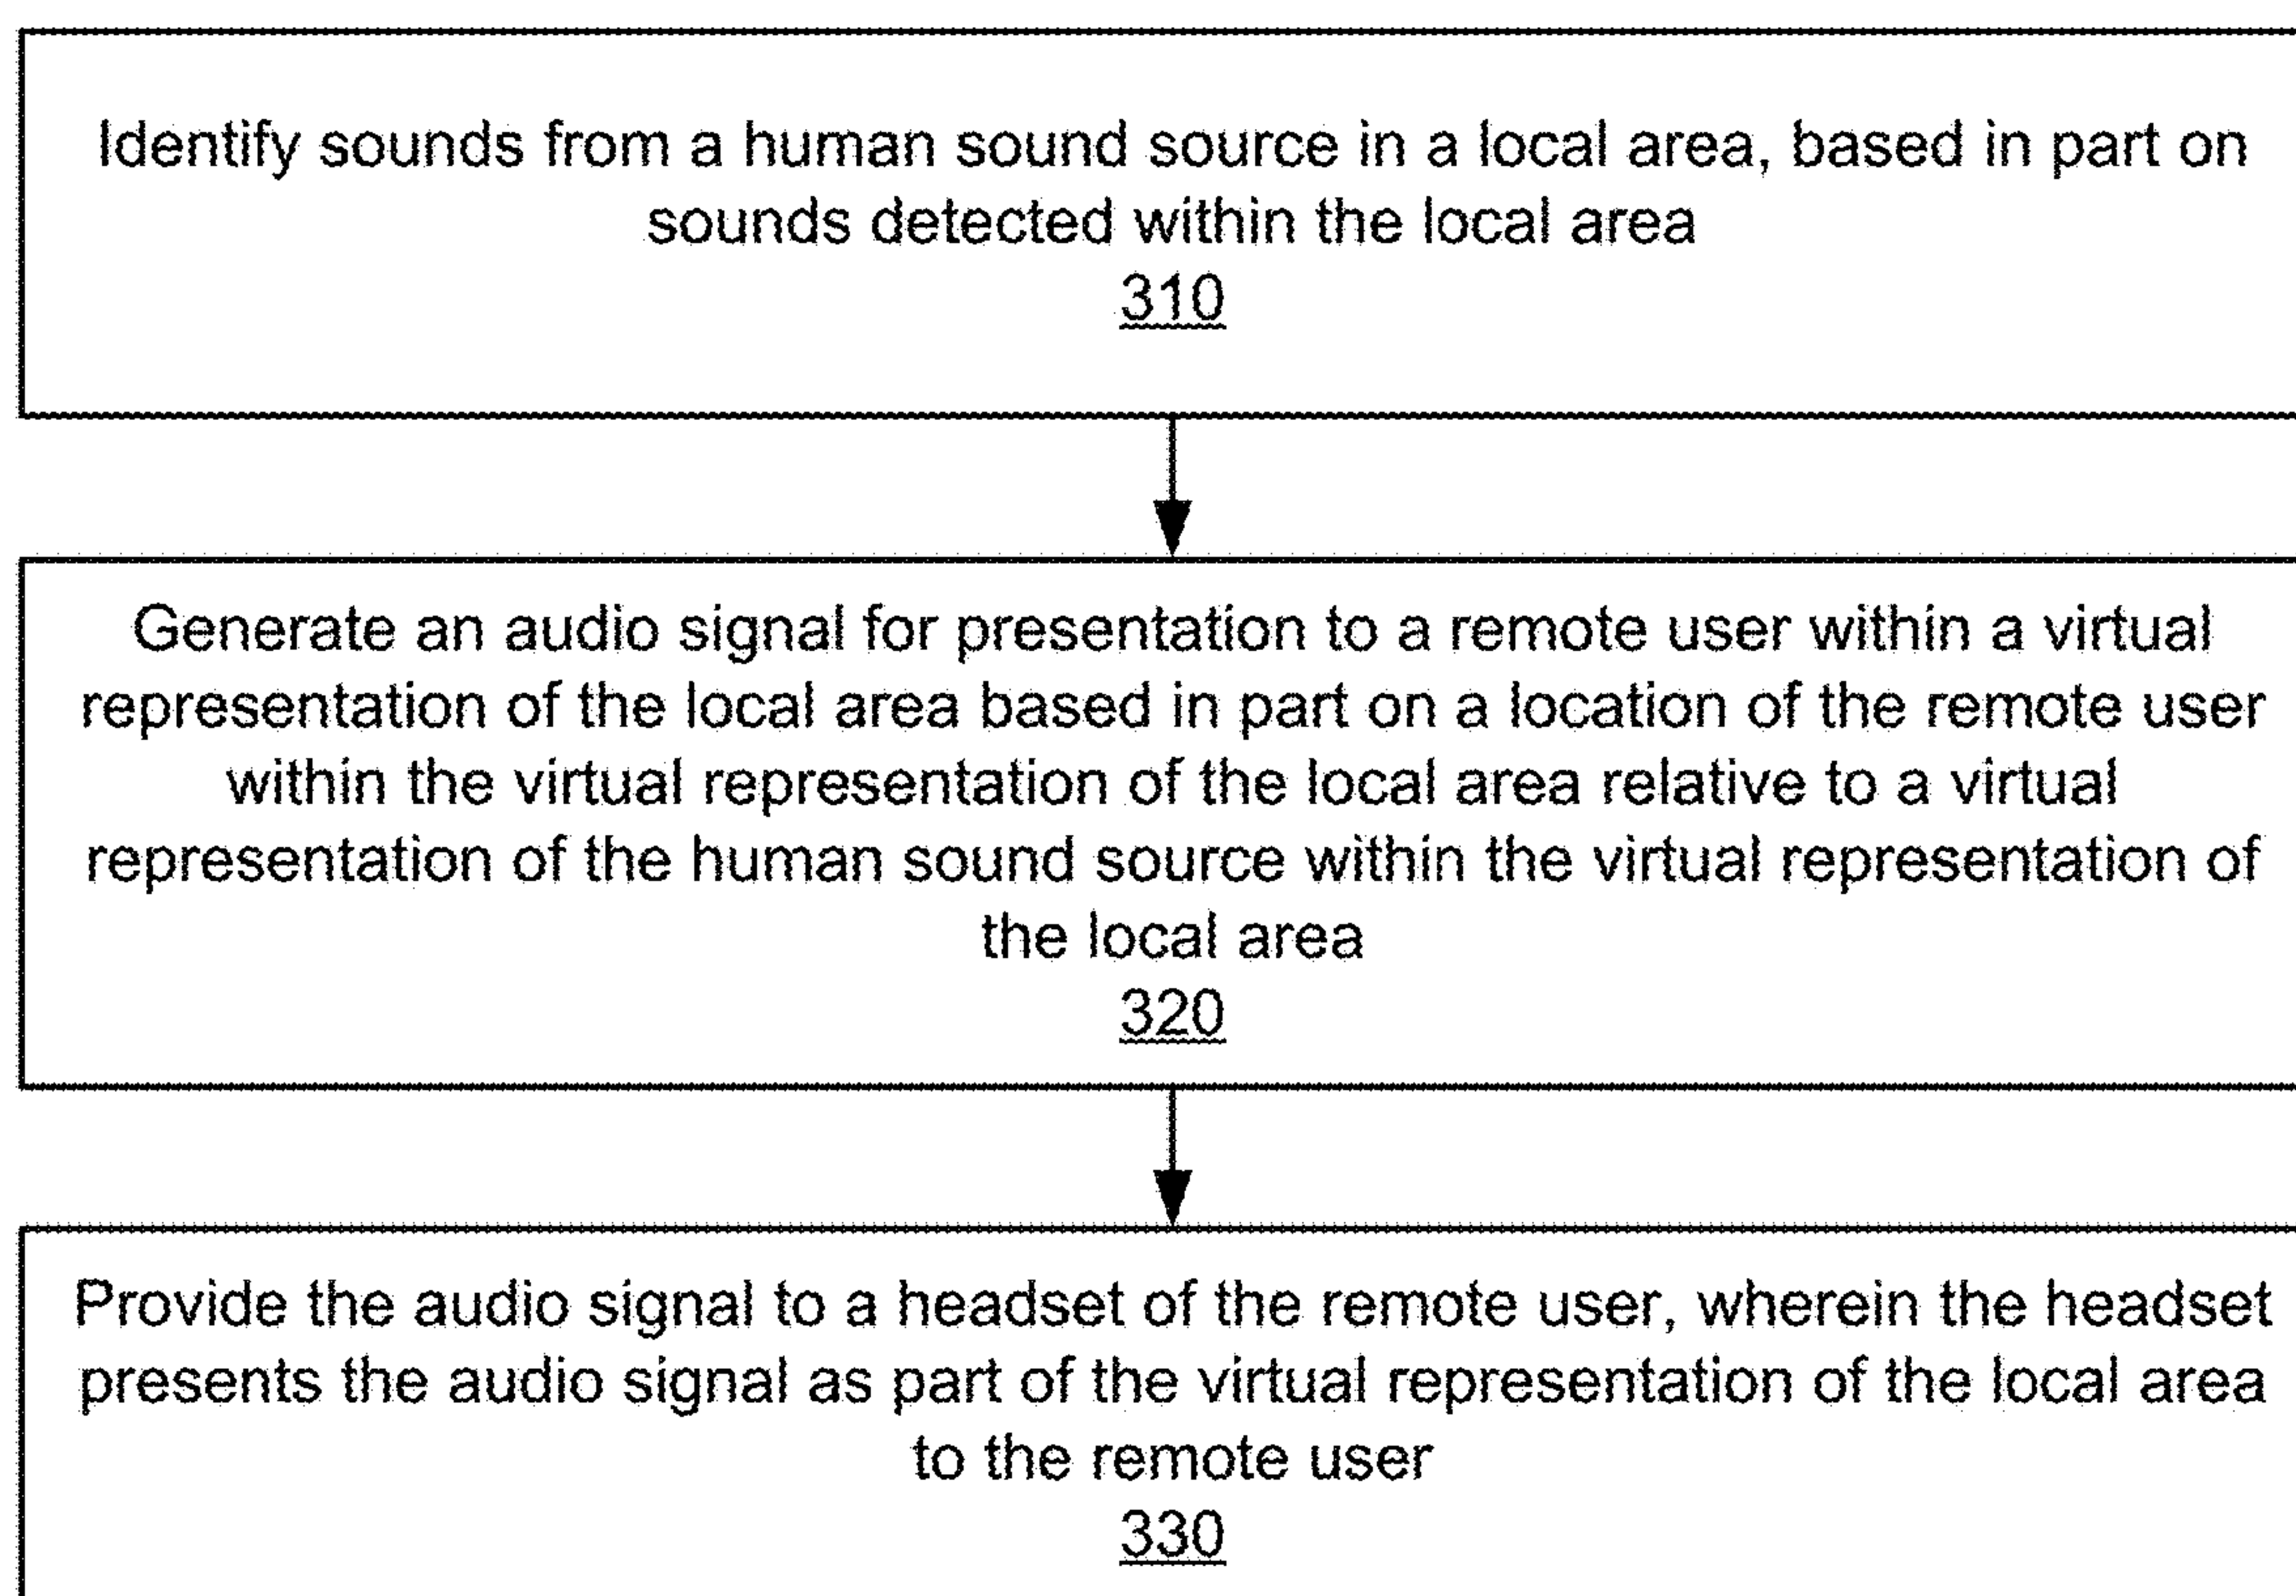 Identify sounds from a human sound source in a local area, based in part on
sounds detected within the local area
310
Generate an audio signal for presentation to a remote user within a virtual
representation of the local area based in part on a location of the remote user
within the virtual representation of the local area relative to a virtual
representation of the human sound source within the virtual representation of
the local area
320
Provide the audio signal to a headset of the remote user, wherein the headset
presents the audio signal as part of the virtual representation of the local area
to the remote user
330